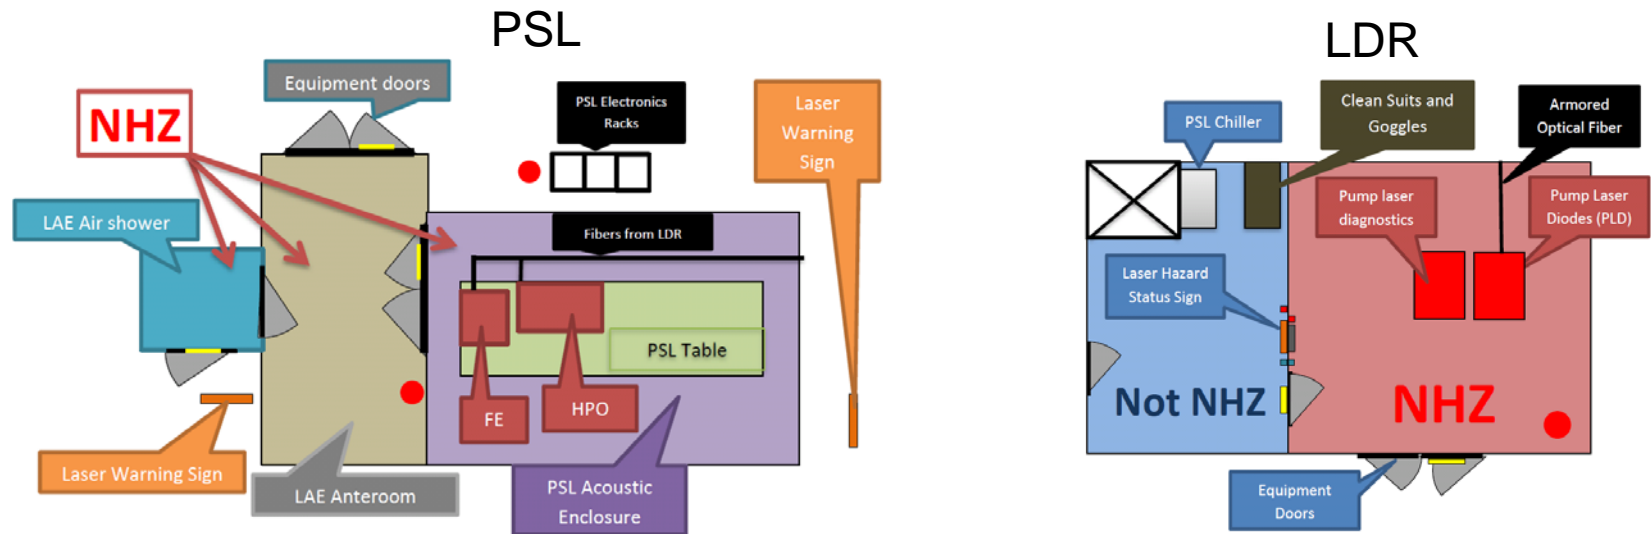 PSL
LDR
NHZ
Equipment doors
PSL Electronics
Racks
Laser
Warning
Sign
LAE Air shower
Fibers from LDR
PSL Table
FE
HPO
Laser Warning Sign
LAE Anteroom
PSL Acoustic
Enclosure
PSL Chiller
Clean Suits and
Goggles
Armored
Optical Fiber
Pump laser
diagnostics
Pump Laser
Diodes (PLD)
Laser Hazard
Status Sign
Not NHZ
NHZ
Equipment
Doors